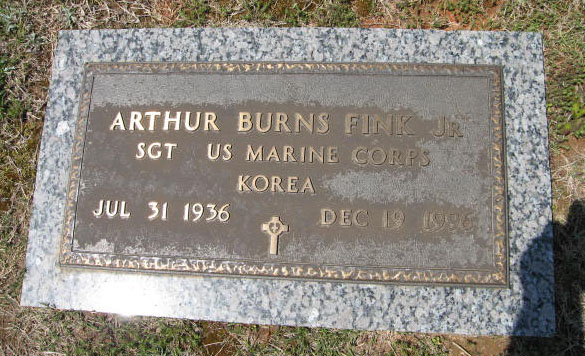 ARTHUR BURNS FINK JR
SGT US MARINE CORPS
KOREA
JUL 31 1936 DEC 19 1996